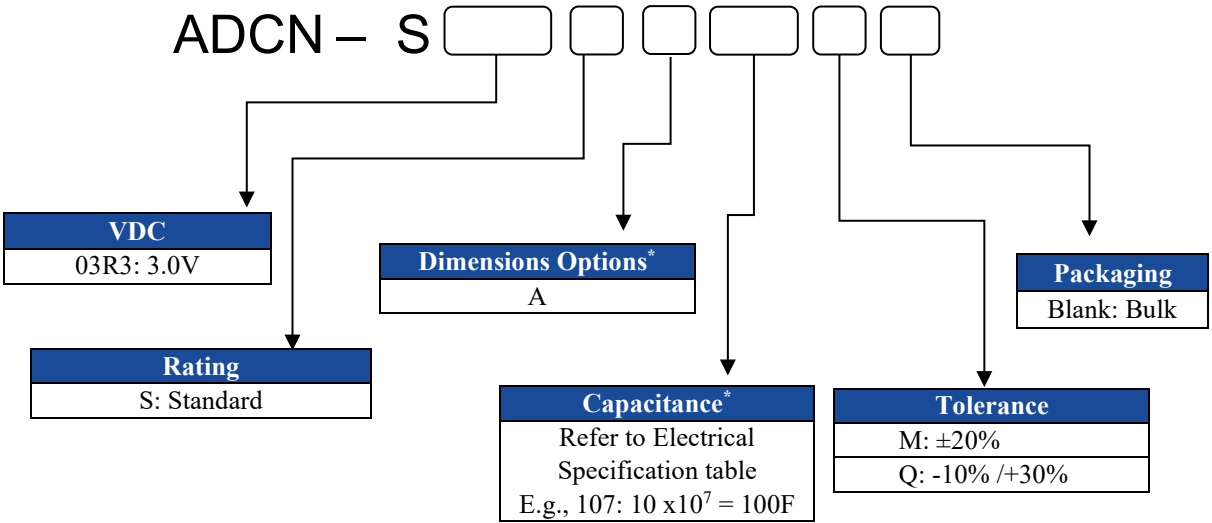 ADCN – S
VDC
03R3: 3.0V
Rating
S: Standard
Dimensions Options*
A
Capacitance*
Refer to Electrical
Specification table
E.g., 107: 10 x10⁷ = 100F
Tolerance
M: ±20%
Q: -10% /+30%
Packaging
Blank: Bulk